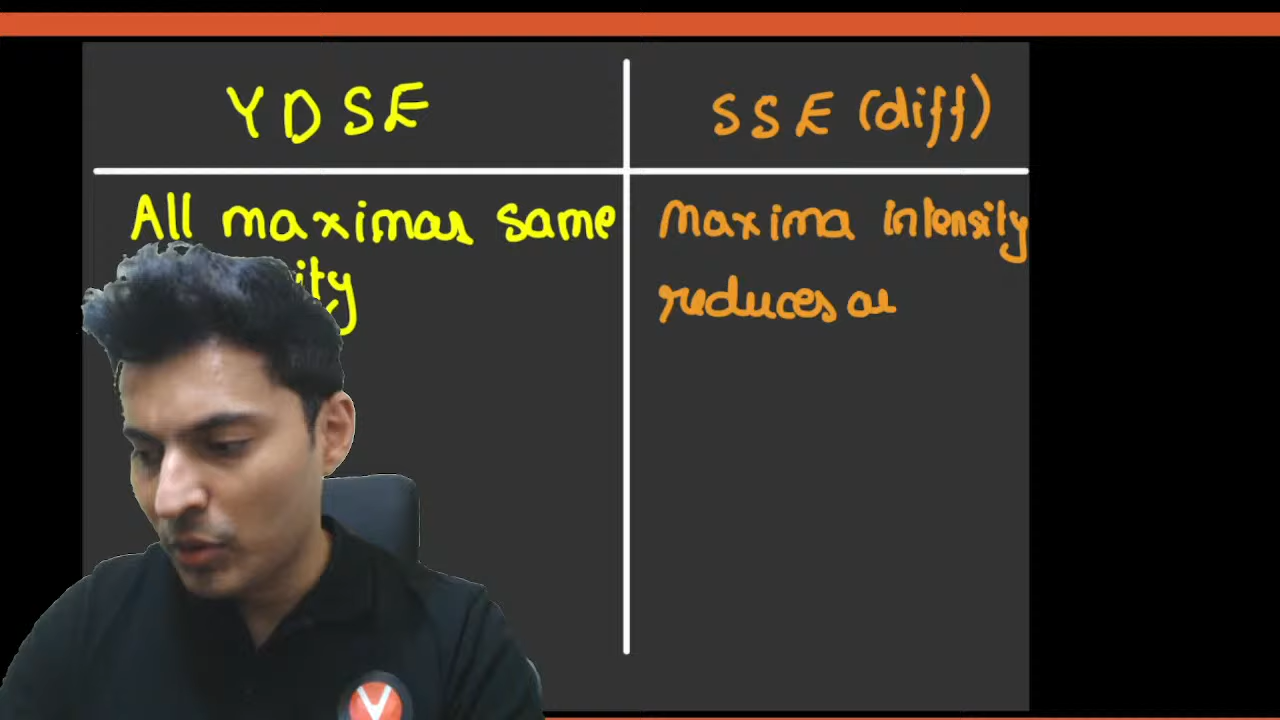 YDSE
SSE (diff)
All maximas same
Maxima intensity
reduces as
V